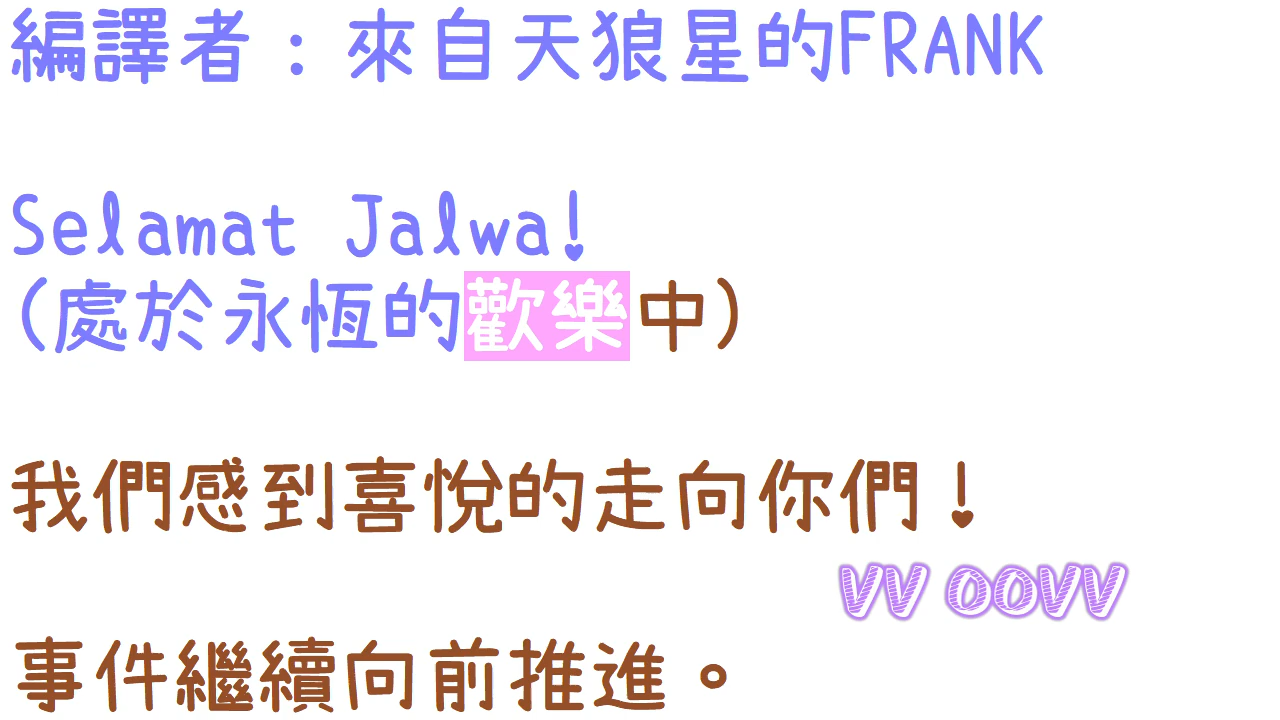 編譯者：來自天狼星的FRANK
Selamat Jalwa!
(處於永恆的歡樂中)
我們感到喜悅的走向你們！
VV OOVV
事件繼續向前推進。